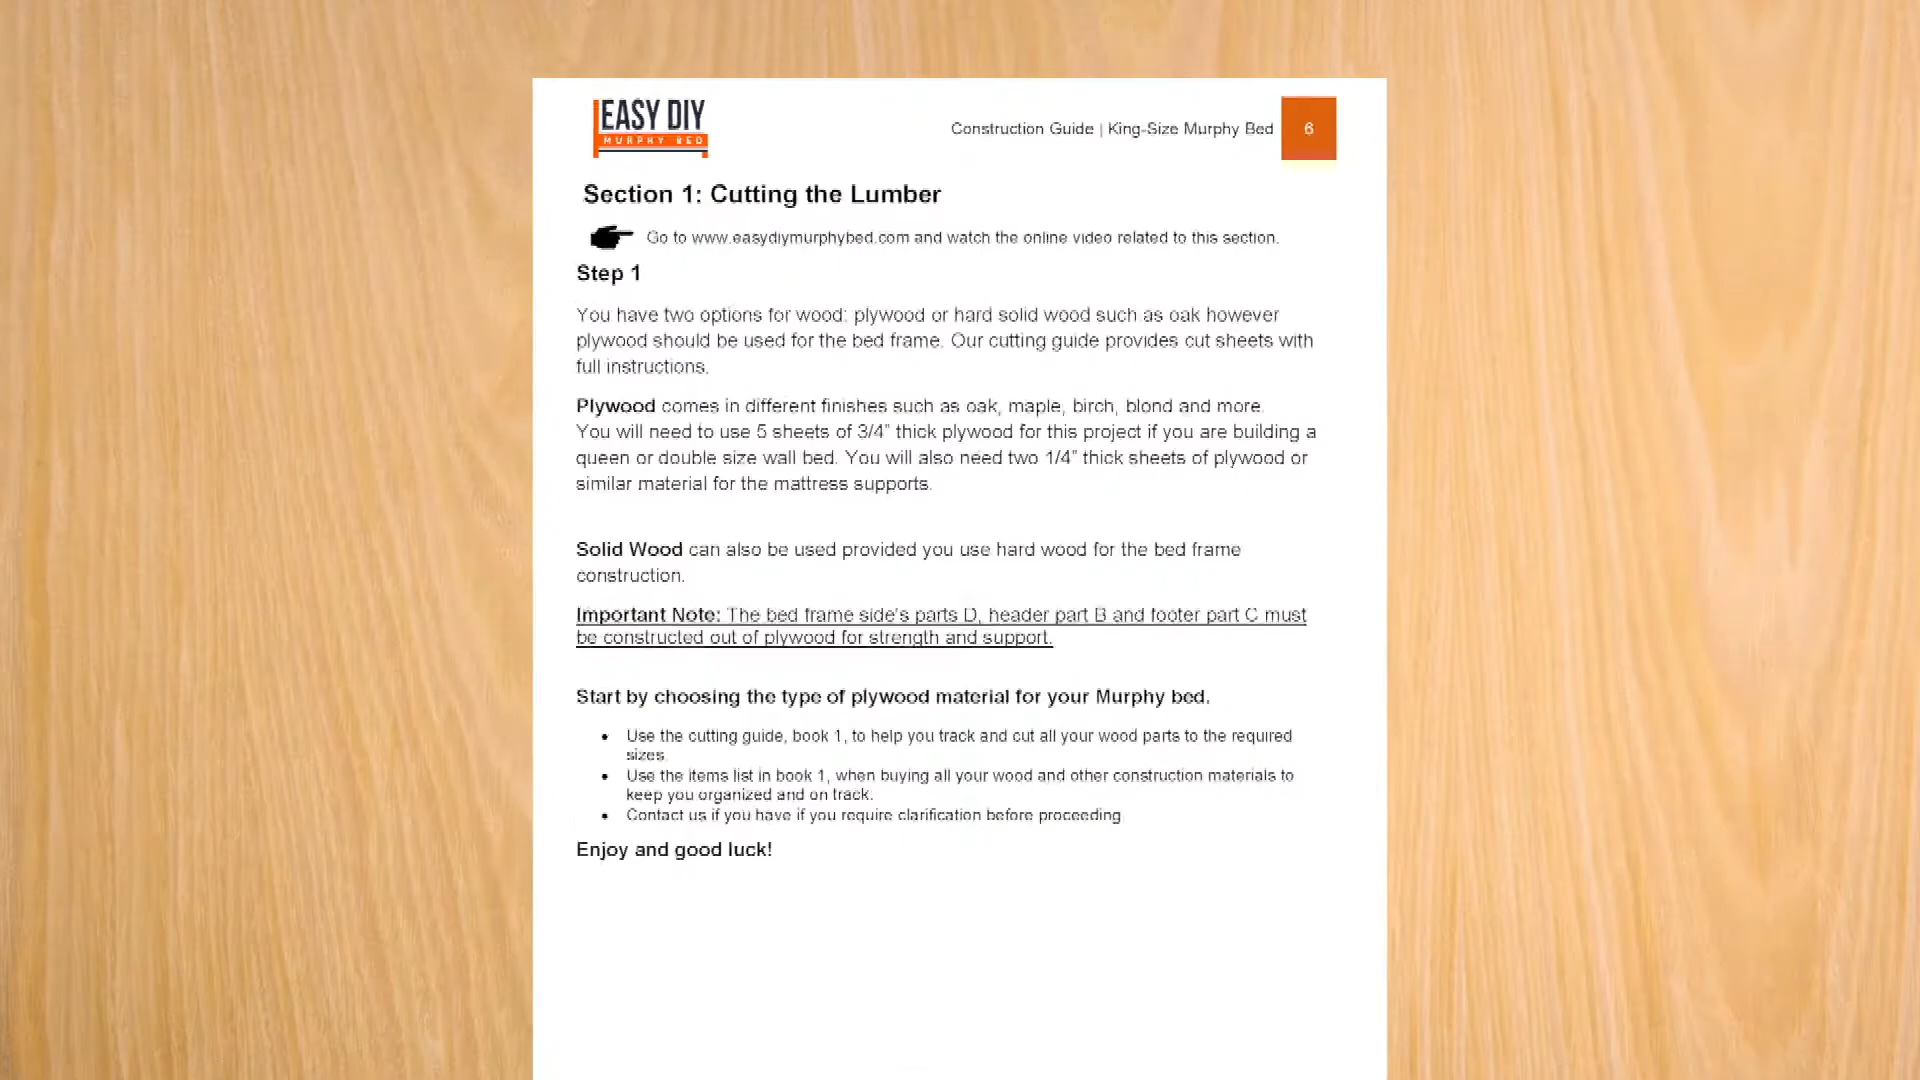 EASY DIY
MURPHY BED
Construction Guide | King-Size Murphy Bed 6
Section 1: Cutting the Lumber
Go to www.easydiymurphybed.com and watch the online video related to this section.
Step 1
You have two options for wood: plywood or hard solid wood such as oak however
plywood should be used for the bed frame. Our cutting guide provides cut sheets with
full instructions.
Plywood comes in different finishes such as oak, maple, birch, blond and more.
You will need to use 5 sheets of 3/4" thick plywood for this project if you are building a
queen or double size wall bed. You will also need two 1/4" thick sheets of plywood or
similar material for the mattress supports.
Solid Wood can also be used provided you use hard wood for the bed frame
construction.
Important Note: The bed frame side's parts D, header part B and footer part C must
be constructed out of plywood for strength and support.
Start by choosing the type of plywood material for your Murphy bed.
• Use the cutting guide, book 1, to help you track and cut all your wood parts to the required
sizes.
• Use the items list in book 1, when buying all your wood and other construction materials to
keep you organized and on track.
• Contact us if you have if you require clarification before proceeding
Enjoy and good luck!